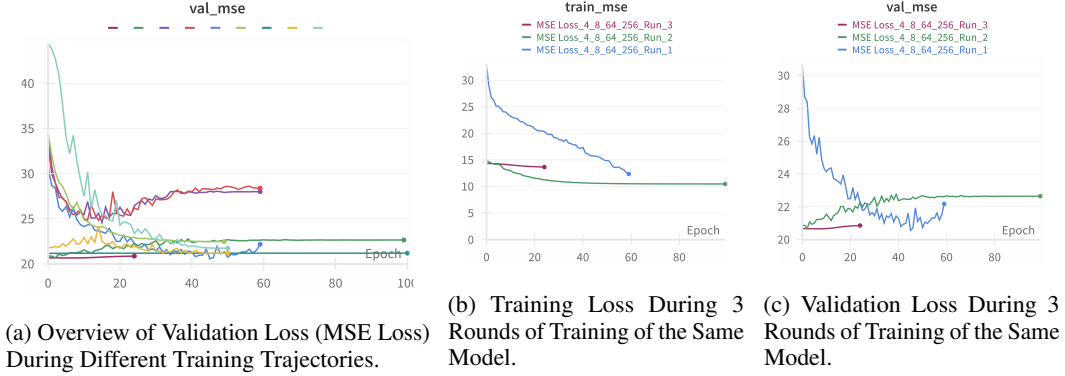 val_mse
40
35
30
25
20
Epoch
0
20
40
60
80
100
(a) Overview of Validation Loss (MSE Loss)
During Different Training Trajectories.
train_mse
MSE Loss_4_8_64_256_Run_3
MSE Loss_4_8_64_256_Run_2
MSE Loss_4_8_64_256_Run_1
30
25
20
15
10
5
0
Epoch
0
20
40
60
80
(b) Training Loss During 3
Rounds of Training of the Same
Model.
val_mse
MSE Loss_4_8_64_256_Run_3
MSE Loss_4_8_64_256_Run_2
MSE Loss_4_8_64_256_Run_1
30
28
26
24
22
20
Epoch
0
20
40
60
80
(c) Validation Loss During 3
Rounds of Training of the Same
Model.